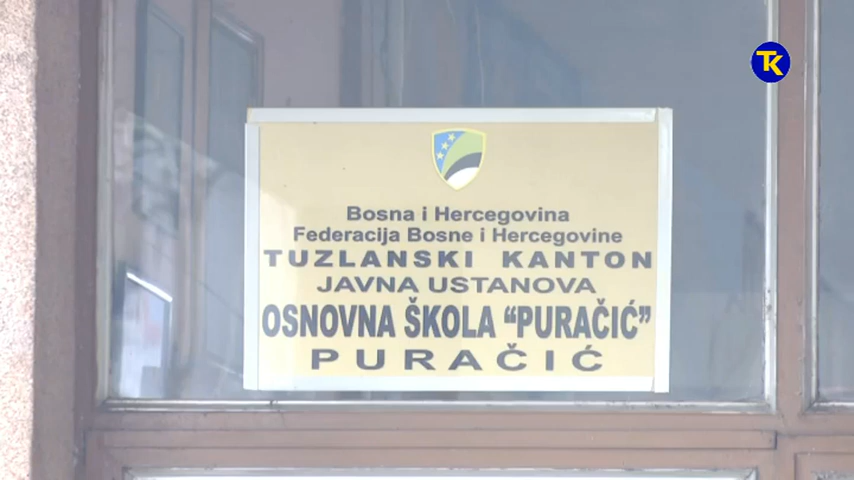 TK
Bosna i Hercegovina
Federacija Bosne i Hercegovine
TUZLANSKI KANTON
JAVNA USTANOVA
OSNOVNA ŠKOLA “PURAČIĆ”
PURAČIĆ